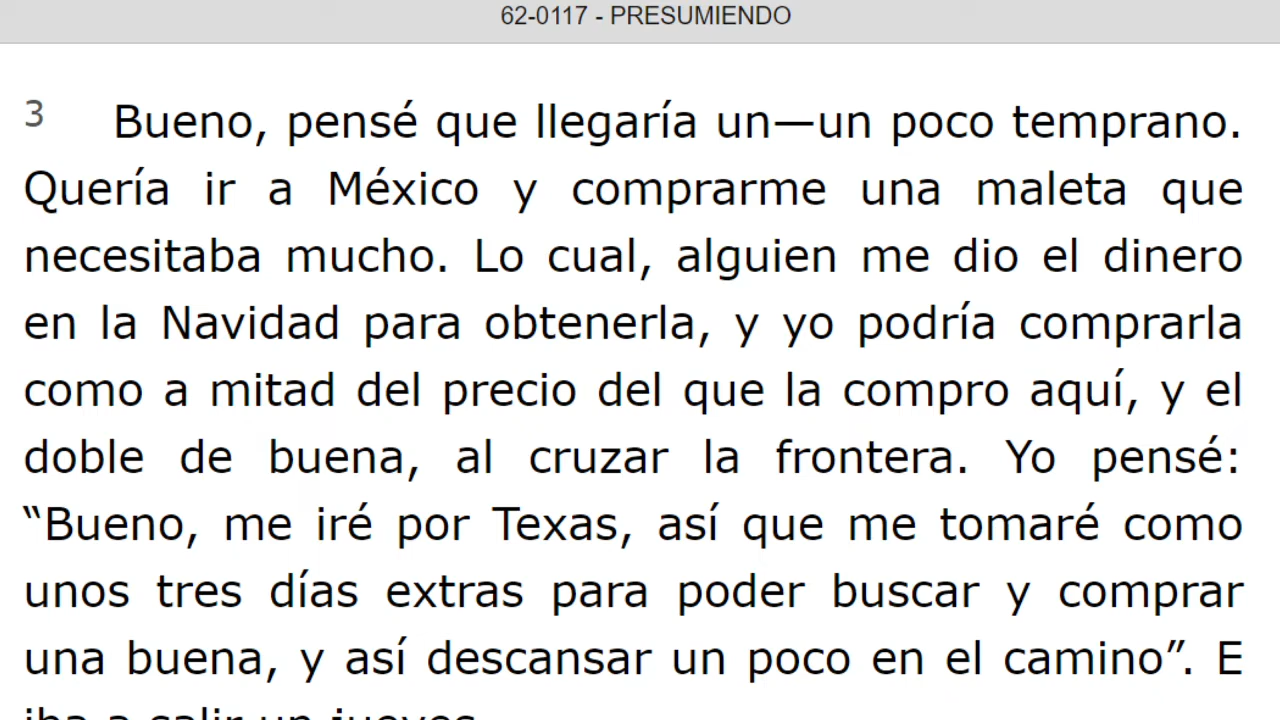 62-0117 - PRESUMIENDO
3 Bueno, pensé que llegaría un—un poco temprano.
Quería ir a México y comprarme una maleta que
necesitaba mucho. Lo cual, alguien me dio el dinero
en la Navidad para obtenerla, y yo podría comprarla
como a mitad del precio del que la compro aquí, y el
doble de buena, al cruzar la frontera. Yo pensé:
“Bueno, me iré por Texas, así que me tomaré como
unos tres días extras para poder buscar y comprar
una buena, y así descansar un poco en el camino”. E
iba a salir un jueves